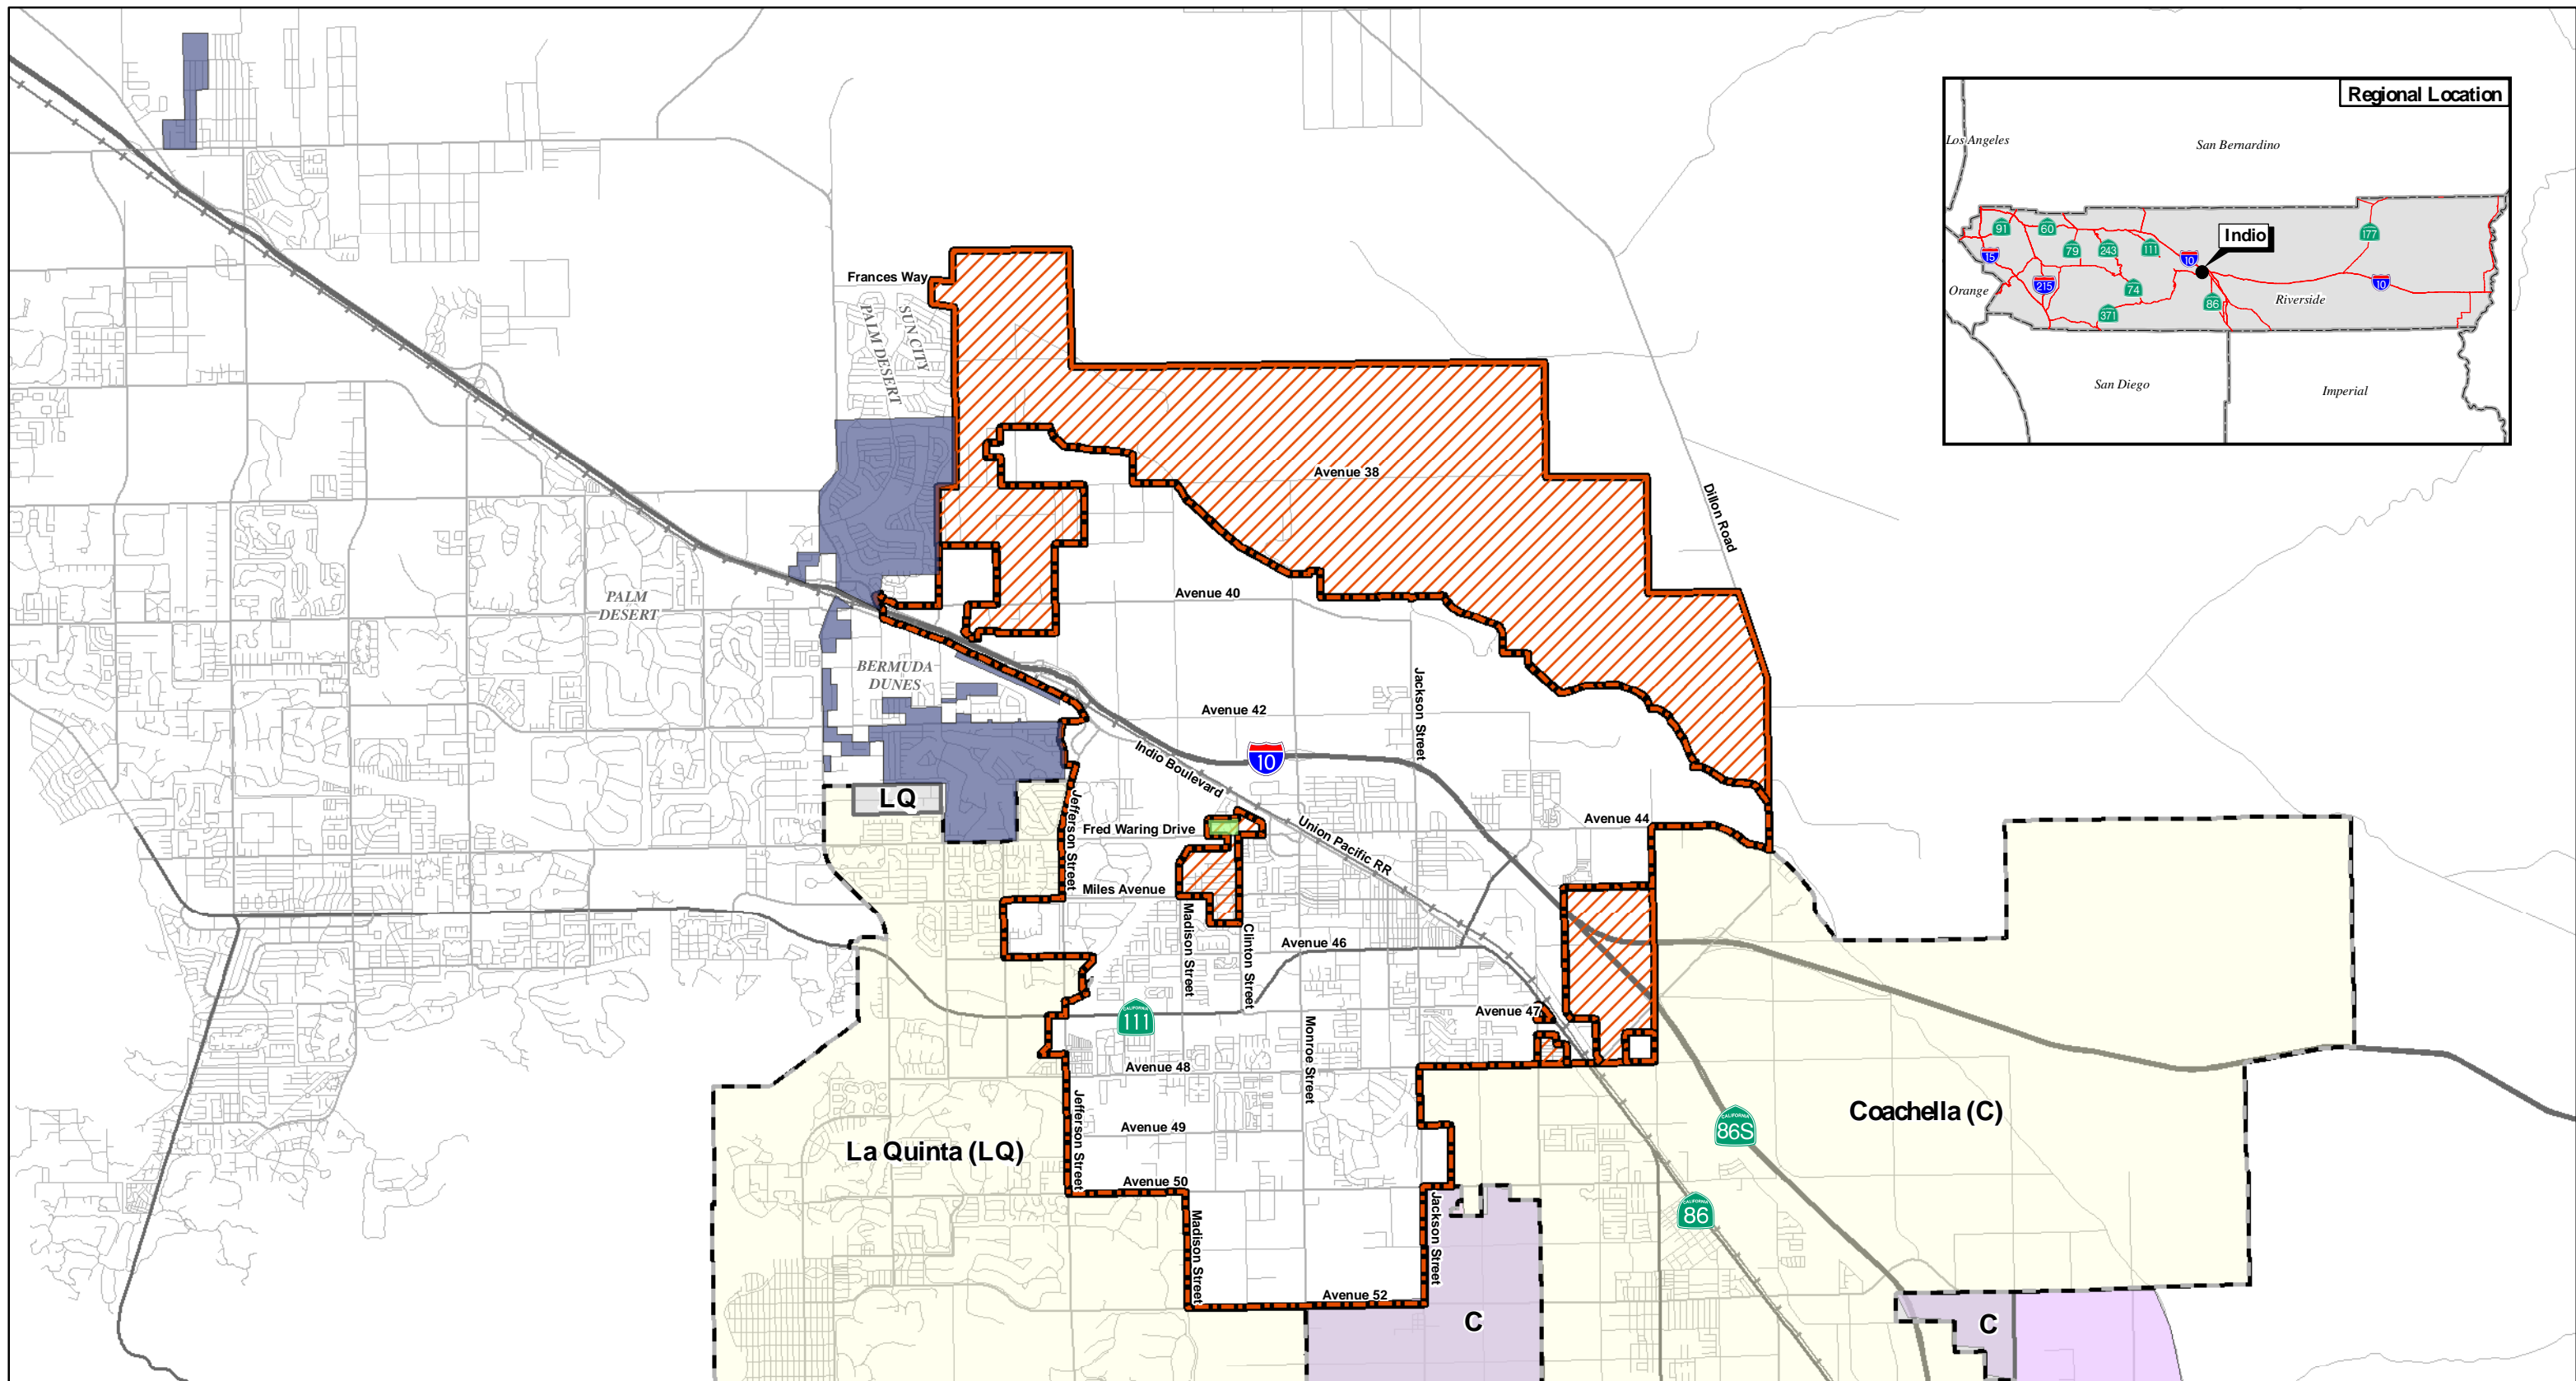 Regional Location
Los Angeles
San Bernardino
91
60
79
243
111
10
Indio
177
15
215
74
86
10
Orange
371
Riverside
San Diego
Imperial
Frances Way
SUN CITY
PALM DESERT
Avenue 38
Dillon Road
PALM
DESERT
Avenue 40
BERMUDA
DUNES
Jackson Street
Avenue 42
Indio Boulevard
10
LQ
Jefferson Street
Fred Waring Drive
Union Pacific RR
Avenue 44
Miles Avenue
Madison Street
Clinton Street
Avenue 46
CALIFORNIA
111
Avenue 47
Monroe Street
Avenue 48
Jefferson Street
Coachella (C)
CALIFORNIA
86S
Avenue 49
La Quinta (LQ)
Avenue 50
Madison Street
Jackson Street
CALIFORNIA
86
Avenue 52
C
C